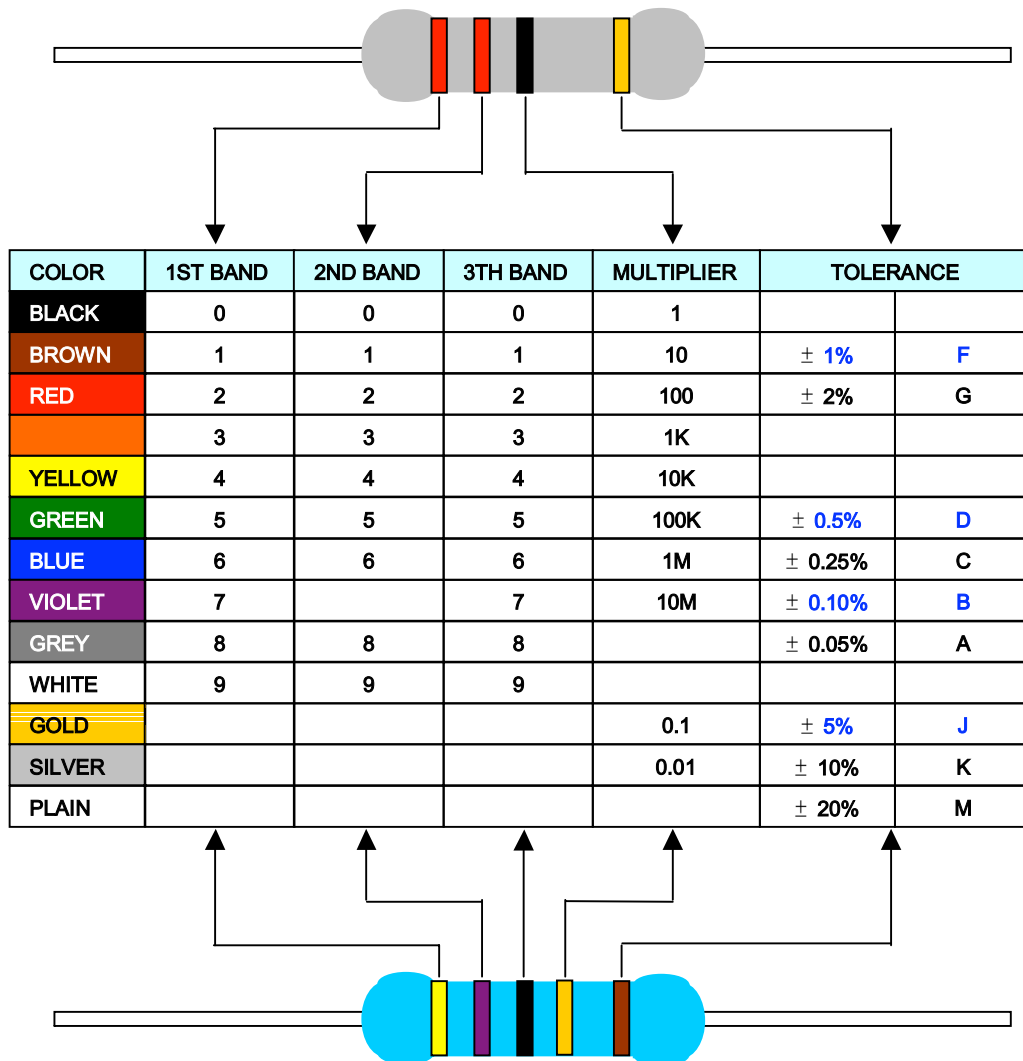 COLOR 1ST BAND 2ND BAND 3TH BAND MULTIPLIER TOLERANCE
BLACK 0 0 0 1
BROWN 1 1 1 10 ± 1% F
RED 2 2 2 100 ± 2% G
3 3 3 1K
YELLOW 4 4 4 10K
GREEN 5 5 5 100K ± 0.5% D
BLUE 6 6 6 1M ± 0.25% C
VIOLET 7 7 10M ± 0.10% B
GREY 8 8 8 ± 0.05% A
WHITE 9 9 9
GOLD 0.1 ± 5% J
SILVER 0.01 ± 10% K
PLAIN ± 20% M